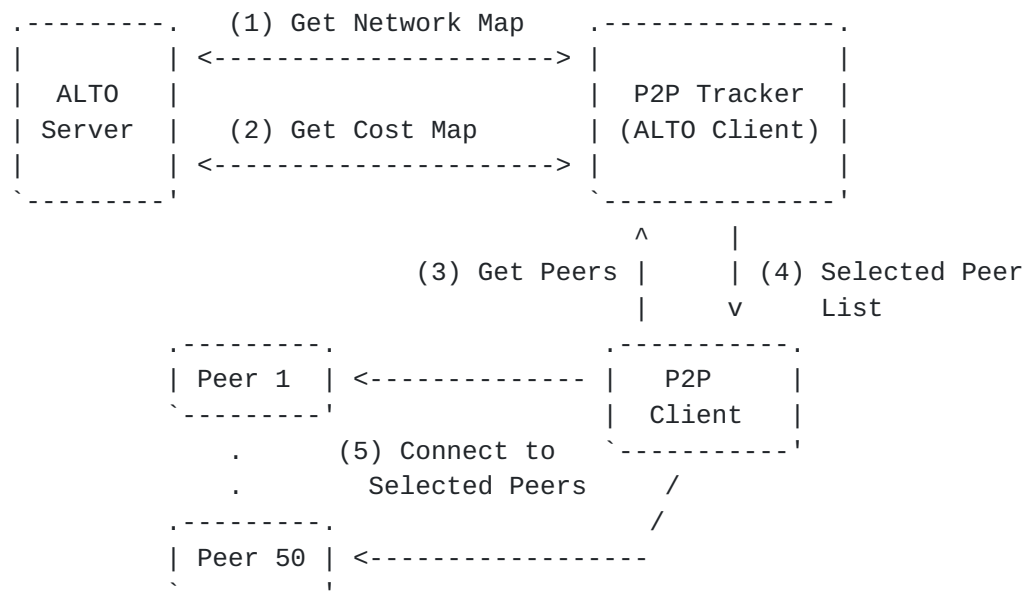 .---------.   (1) Get Network Map    .---------------.
|         | <----------------------> |               |
|  ALTO   |                          |  P2P Tracker  |
| Server  |   (2) Get Cost Map       | (ALTO Client) |
|         | <----------------------> |               |
`---------'                          `---------------'
                                        ^     |
                          (3) Get Peers |     | (4) Selected Peer
                                        |     v     List
          .---------.                 .-----------.
          | Peer 1  | <-------------- |   P2P     |
          `---------'                 |  Client   |
              .      (5) Connect to   `-----------'
              .        Selected Peers     /
          .---------.                    /
          | Peer 50 | <------------------
          `         '